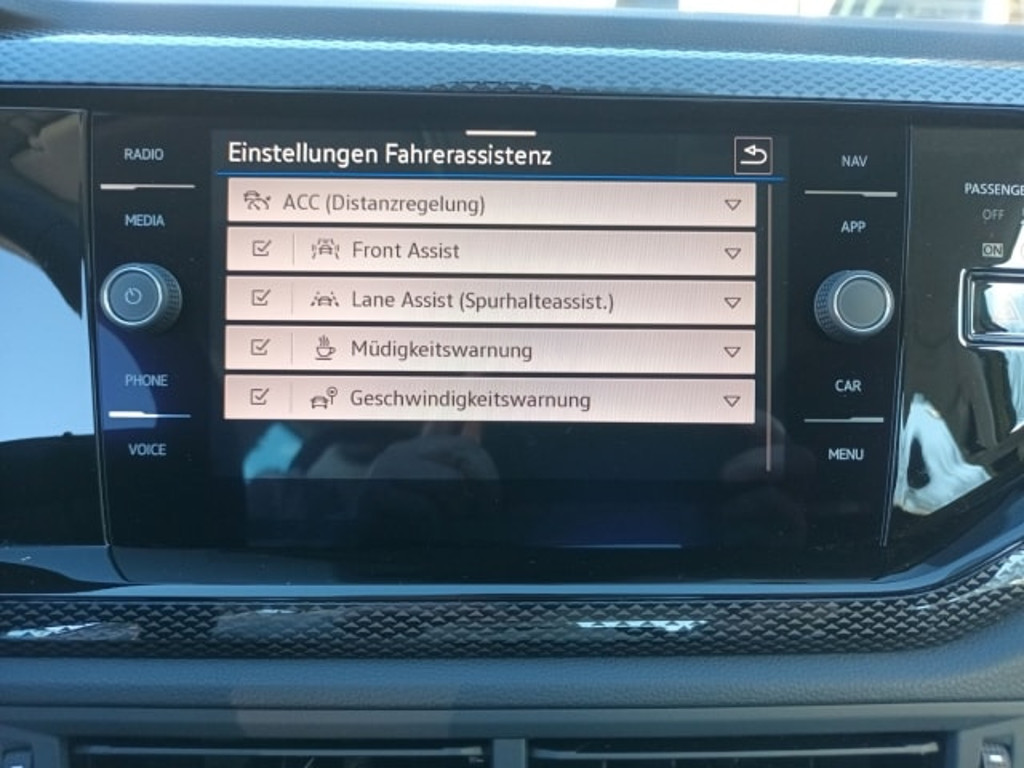 RADIO
MEDIA
PHONE
VOICE
Einstellungen Fahrerassistenz
ACC (Distanzregelung)
Front Assist
Lane Assist (Spurhalteassist.)
Müdigkeitswarnung
Geschwindigkeitswarnung
NAV
APP
CAR
MENU
PASSENGE
OFF
ON